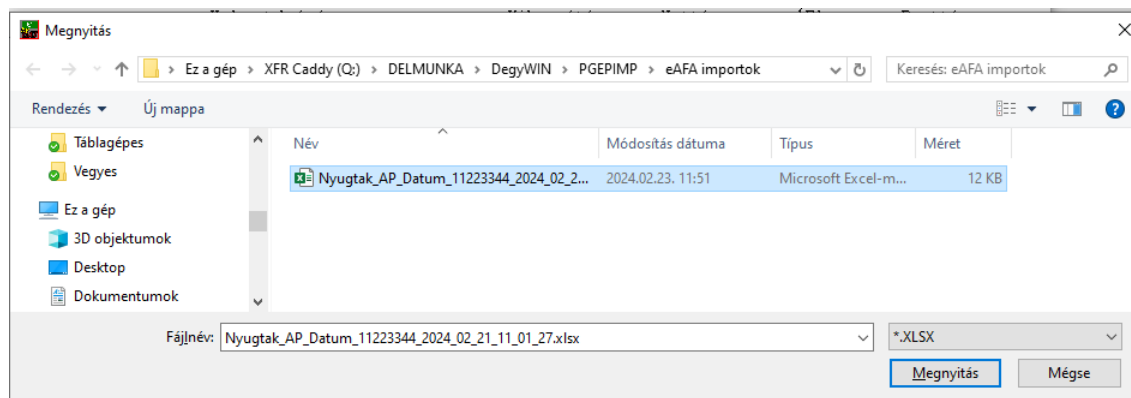 Megnyitás
Ez a gép > XFR Caddy (Q:) > DELMUNKA > DegyWIN > PGEPIMP > eAFA importok
Keresés: eAFA importok
Rendezés Új mappa
Táblagépes
Vegyes
Ez a gép
3D objektumok
Desktop
Dokumentumok
Név Módosítás dátuma Típus Méret
Nyugtak_AP_Datum_11223344_2024_02_2... 2024.02.23. 11:51 Microsoft Excel-m... 12 KB
Fájlnév: Nyugtak_AP_Datum_11223344_2024_02_21_11_01_27.xlsx *.XLSX
Megnyitás Mégse